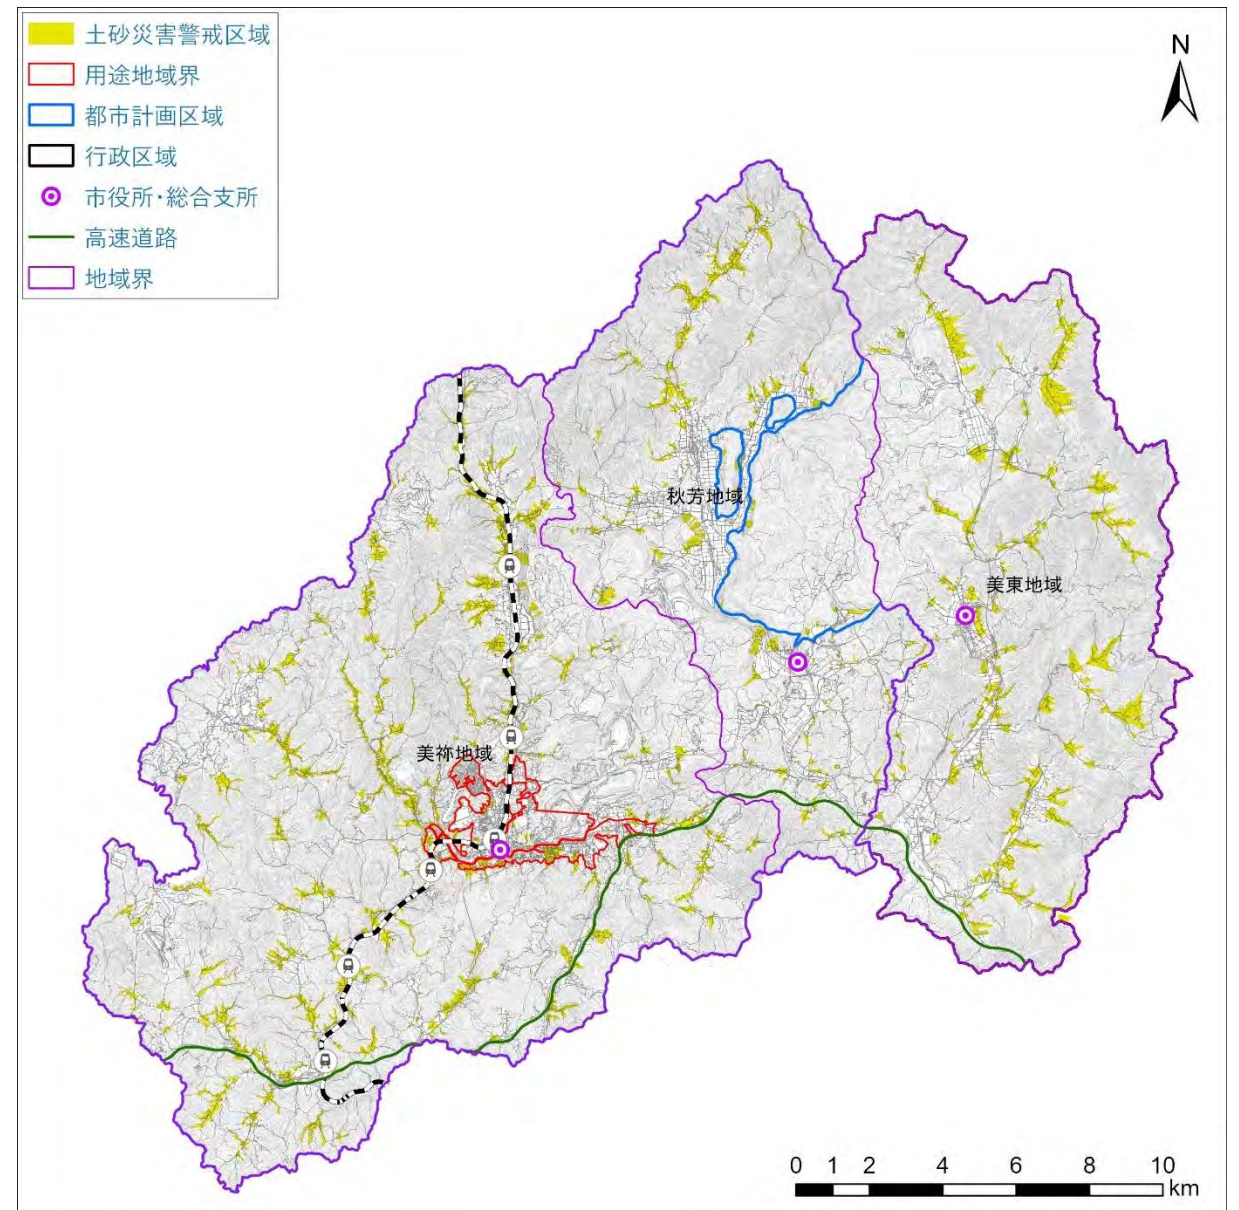 土砂災害警戒区域
用途地域界
都市計画区域
行政区域
市役所・総合支所
高速道路
地域界
N
秋芳地域
美東地域
美祢地域
0 1 2 4 6 8 10
km